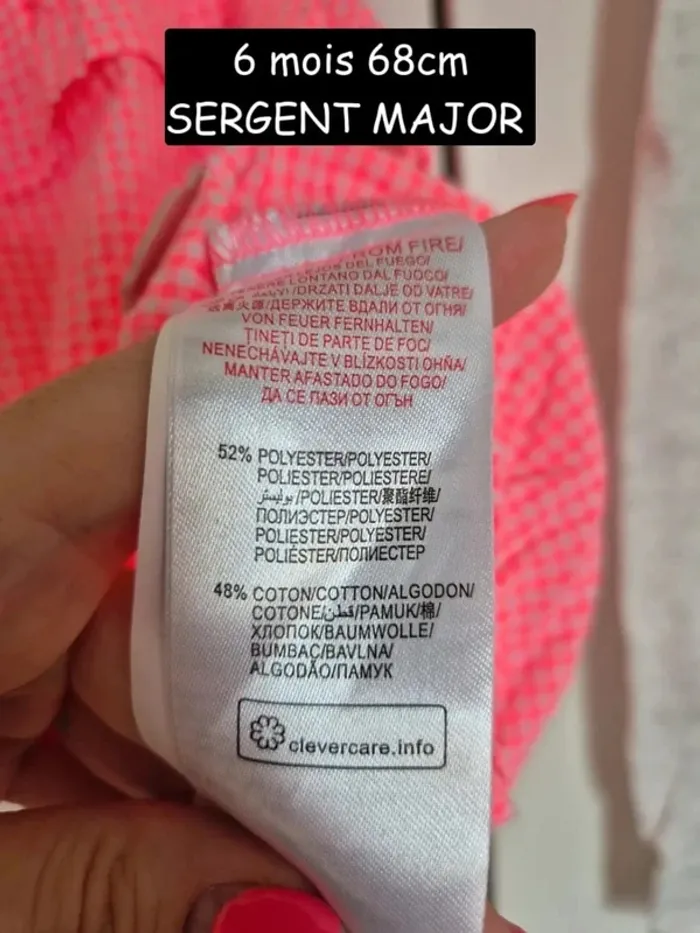 6 mois 68cm
SERGENT MAJOR
FROM FIRE/
DEL FUEGO/
LONTANO DAL FUOCO/
/DRZATI DALJE OD VATRE/
/ДЕРЖИТЕ ВДАЛИ ОТ ОГНЯ/
VON FEUER FERNHALTEN/
ȚINEȚI DE PARTE DE FOC/
NENECHÁVAJTE V BLÍZKOSTI OHŇA/
MANTER AFASTADO DO FOGO/
ДА СЕ ПАЗИ ОТ ОГЪН
52% POLYESTER/POLYESTER/
POLIESTER/POLIESTERE/
بوليستر/POLIESTER/聚酯纤维/
ПОЛИЭСТЕР/POLYESTER/
POLIESTER/POLYESTER/
POLIÉSTER/ПОЛИЕСТЕР
48% COTON/COTTON/ALGODON/
COTONE/قطن/PAMUK/棉/
ХЛОПОК/BAUMWOLLE/
BUMBAC/BAVLNA/
ALGODÃO/ПАМУК
clevercare.info